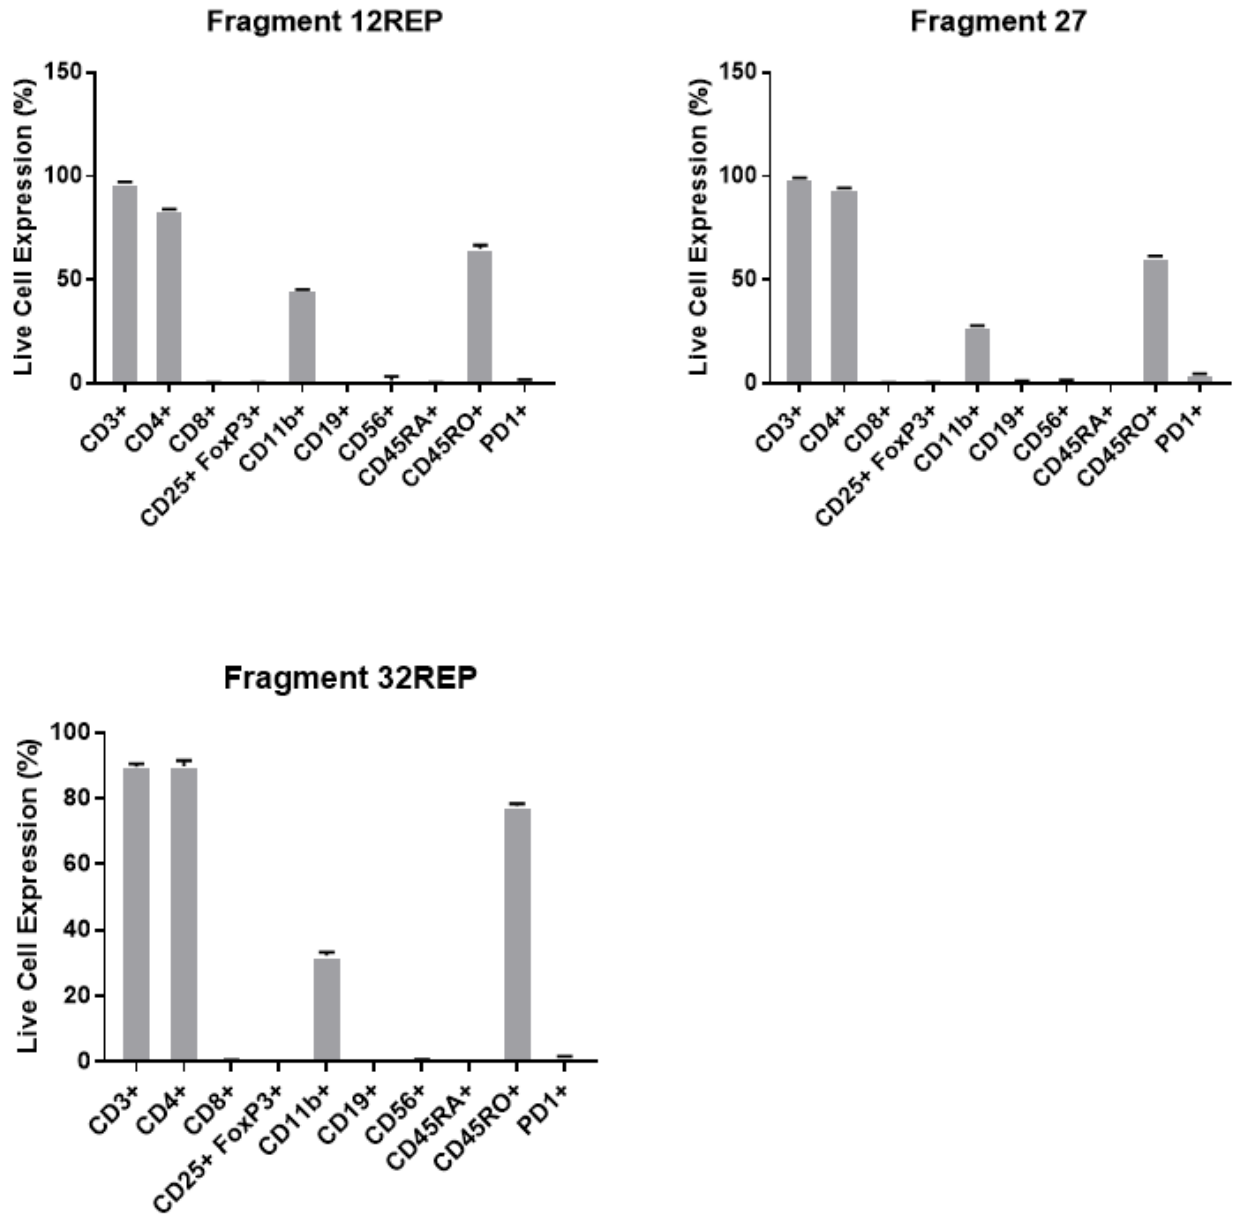 Fragment 12REP
Live Cell Expression (%)
150
100
50
0
CD3+
CD4+
CD8+
CD25+ FoxP3+
CD11b+
CD19+
CD56+
CD45RA+
CD45RO+
PD1+
Fragment 27
Live Cell Expression (%)
150
100
50
0
CD3+
CD4+
CD8+
CD25+ FoxP3+
CD11b+
CD19+
CD56+
CD45RA+
CD45RO+
PD1+
Fragment 32REP
Live Cell Expression (%)
100
80
60
40
20
0
CD3+
CD4+
CD8+
CD25+ FoxP3+
CD11b+
CD19+
CD56+
CD45RA+
CD45RO+
PD1+